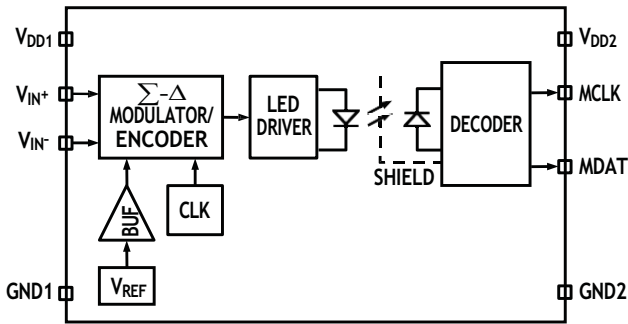 VDD1
VIN+
VIN-
GND1
∑-Δ
MODULATOR/
ENCODER
BUF
VREF
CLK
LED
DRIVER
SHIELD
DECODER
VDD2
MCLK
MDAT
GND2